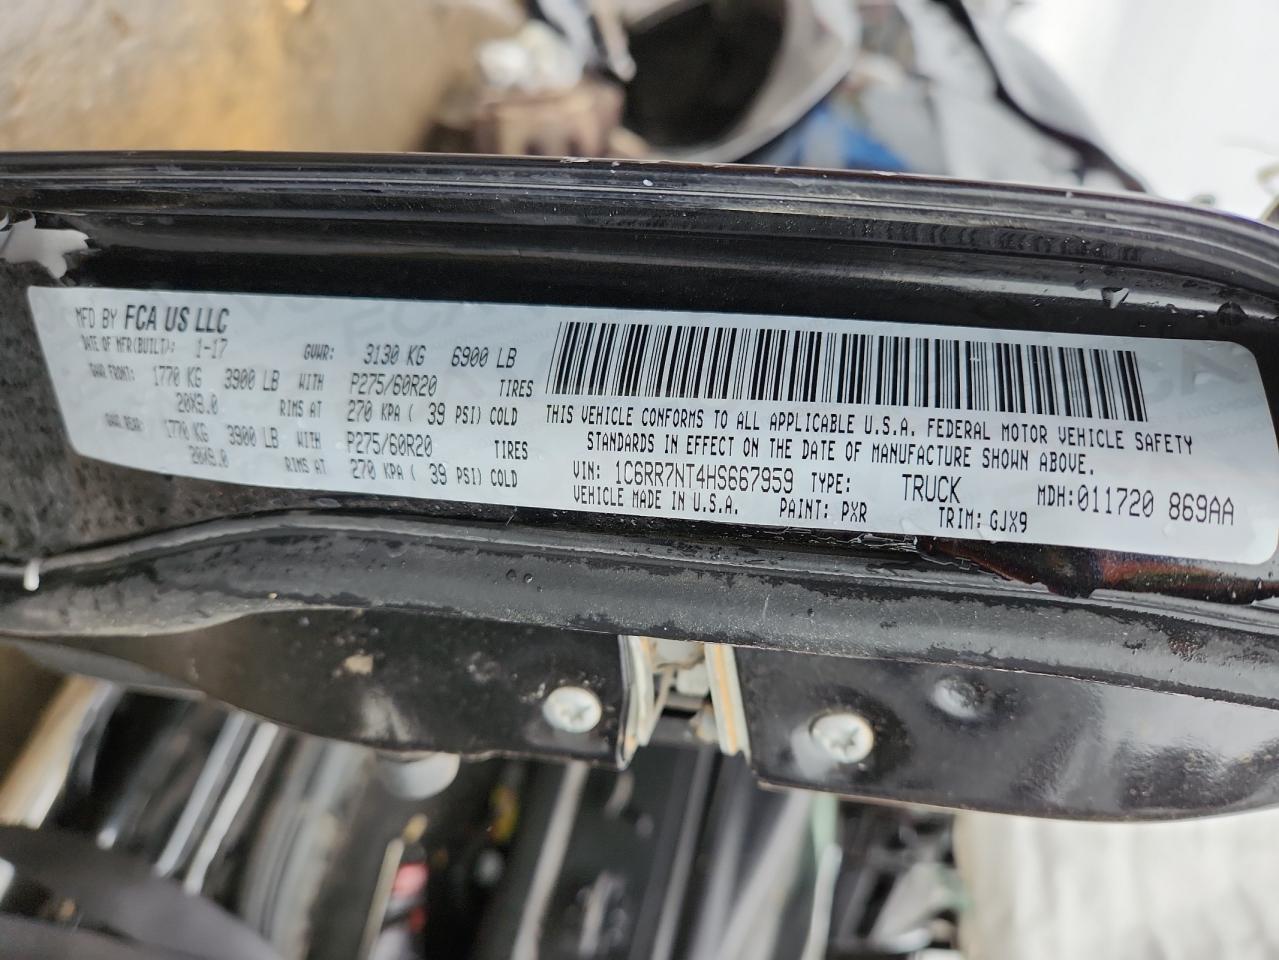 MFD BY FCA US LLC
DATE OF MFR(BUILT): 1-17 GVWR: 3130 KG 6900 LB
GAWR FRONT: 1770 KG 3900 LB WITH P275/60R20 TIRES
20X9.0 RIMS AT 270 KPA ( 39 PSI) COLD
GAWR REAR: 1770 KG 3900 LB WITH P275/60R20 TIRES
20X9.0 RIMS AT 270 KPA ( 39 PSI) COLD
THIS VEHICLE CONFORMS TO ALL APPLICABLE U.S.A. FEDERAL MOTOR VEHICLE SAFETY
STANDARDS IN EFFECT ON THE DATE OF MANUFACTURE SHOWN ABOVE.
VIN: 1C6RR7NT4HS667959 TYPE: TRUCK MDH:011720 869AA
VEHICLE MADE IN U.S.A. PAINT: PXR TRIM: GJX9